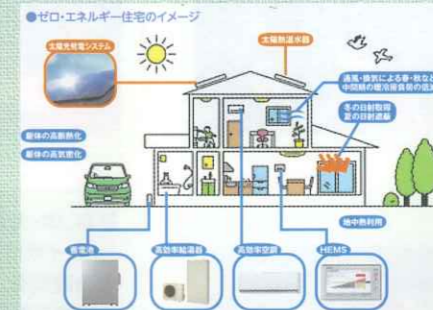 ●ゼロ・エネルギー住宅のイメージ
太陽光発電システム
太陽熱温水器
通風・換気による春・秋など
中間期の暖冷房負荷の低減
冬の日射取得
夏の日射遮蔽
躯体の高断熱化
躯体の高気密化
地中熱利用
蓄電池
高効率給湯器
高効率空調
HEMS